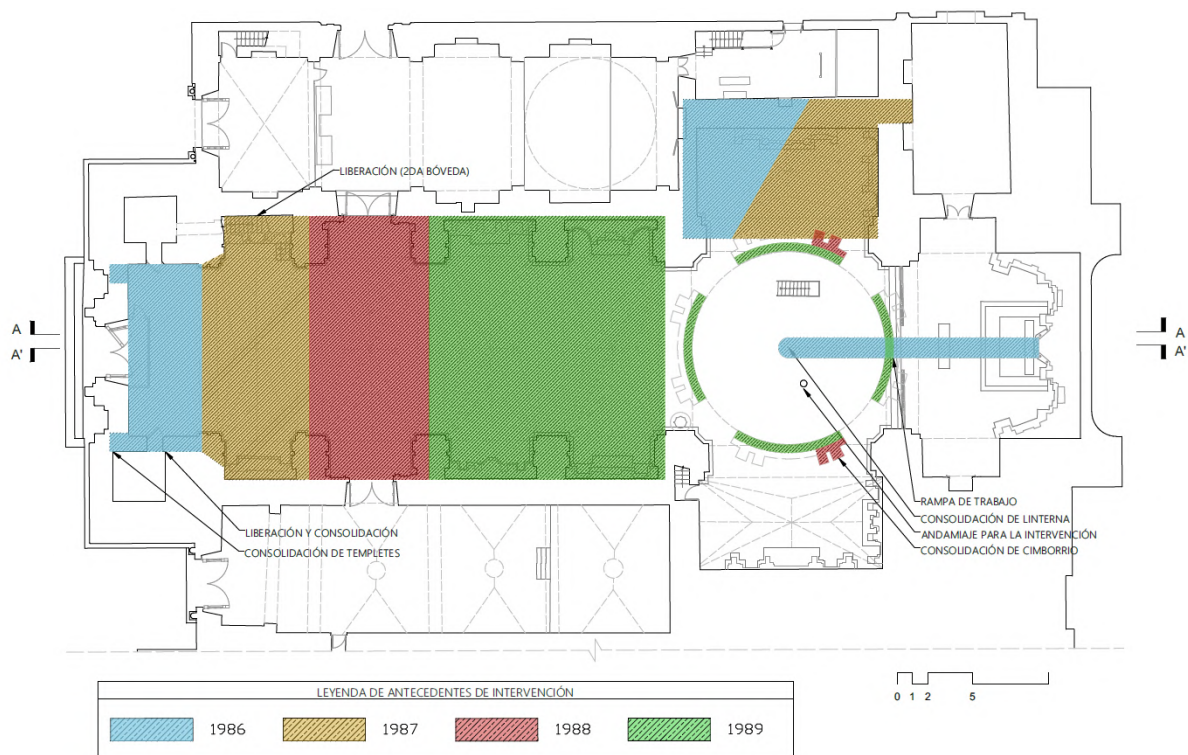 LIBERACIÓN (2DA BÓVEDA)
A
A'
A
A'
RAMPA DE TRABAJO
CONSOLIDACIÓN DE LINTERNA
ANDAMIAJE PARA LA INTERVENCIÓN
CONSOLIDACIÓN DE CIMBORRIO
LIBERACIÓN Y CONSOLIDACIÓN
CONSOLIDACIÓN DE TEMPLETES
0 1 2 5
LEYENDA DE ANTECEDENTES DE INTERVENCIÓN
1986 1987 1988 1989